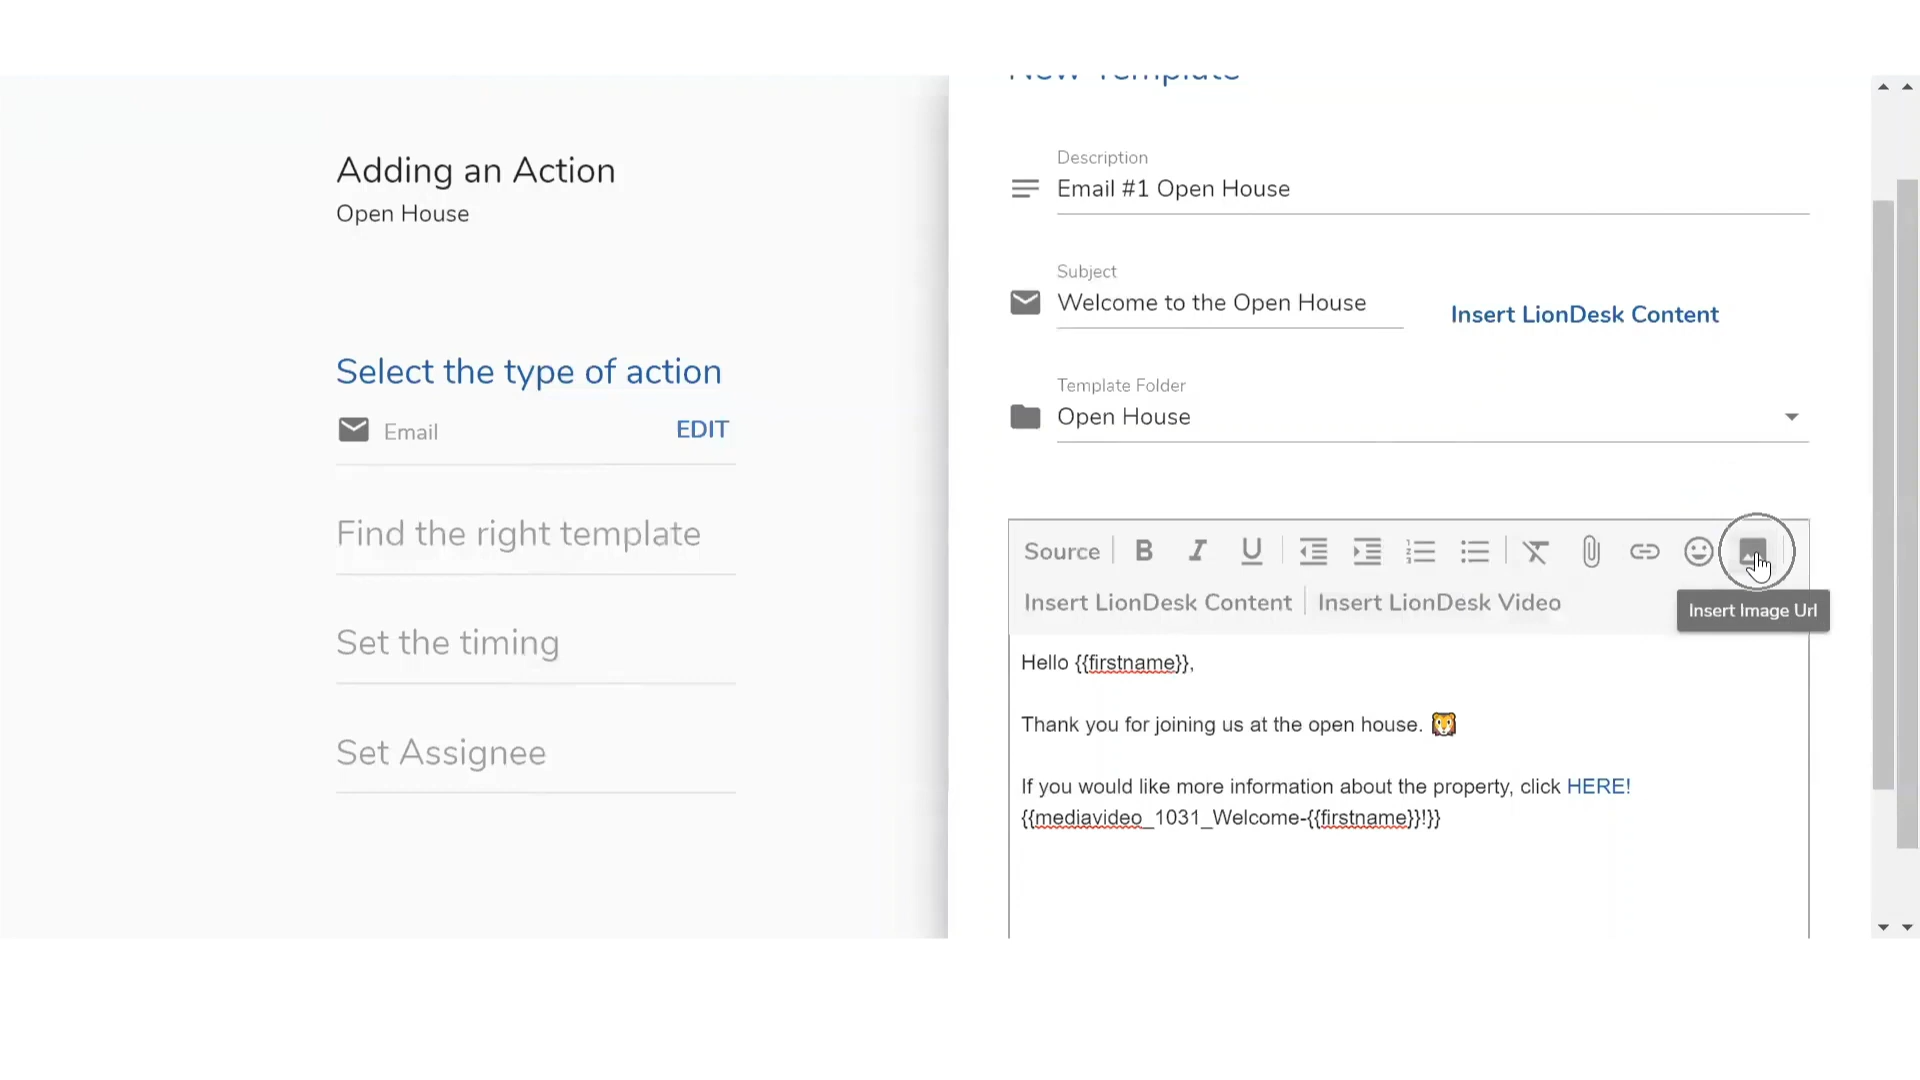 New Template
Adding an Action
Open House
Select the type of action
Email EDIT
Find the right template
Set the timing
Set Assignee
Description
Email #1 Open House
Subject
Welcome to the Open House
Insert LionDesk Content
Template Folder
Open House
Source B I U
Insert LionDesk Content Insert LionDesk Video
Insert Image Url
Hello {{firstname}},
Thank you for joining us at the open house. 🦁
If you would like more information about the property, click HERE!
{{mediavideo_1031_Welcome-{{firstname}}!}}